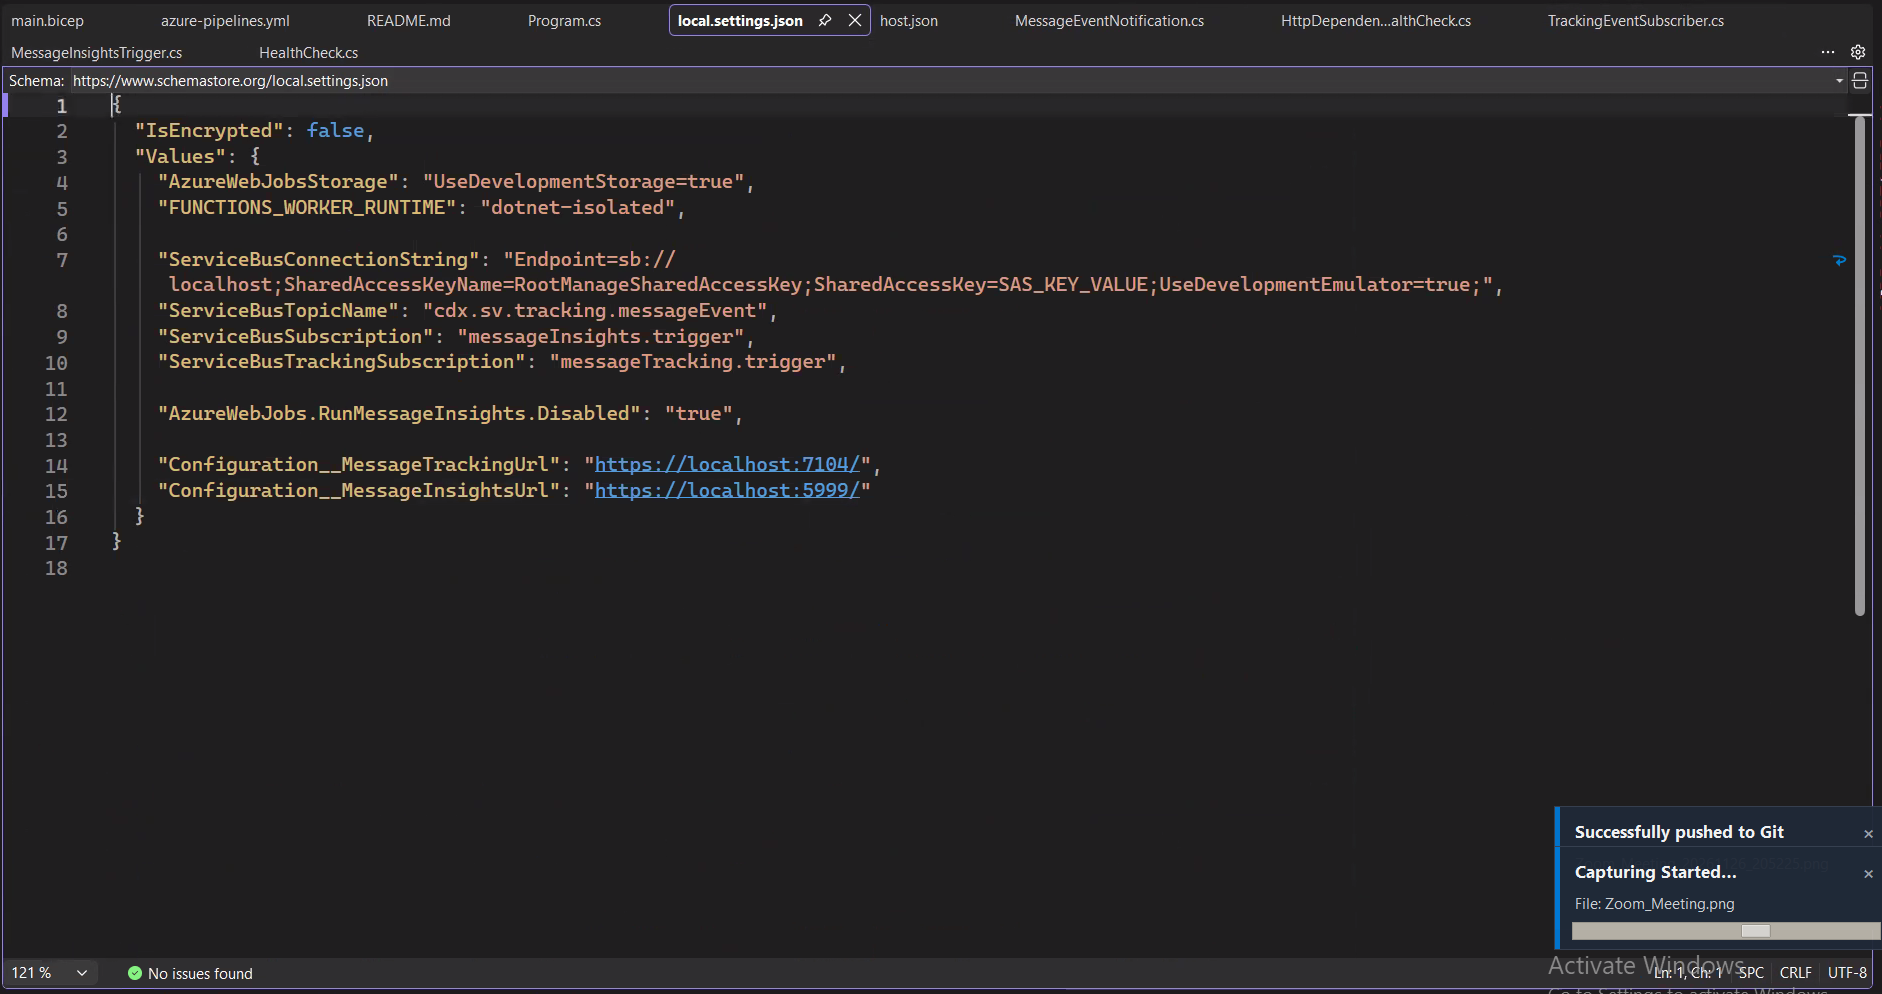 main.bicep azure-pipelines.yml README.md Program.cs local.settings.json host.json MessageEventNotification.cs HttpDependen...althCheck.cs TrackingEventSubscriber.cs
MessageInsightsTrigger.cs HealthCheck.cs
Schema: https://www.schemastore.org/local.settings.json
1 {
2 "IsEncrypted": false,
3 "Values": {
4 "AzureWebJobsStorage": "UseDevelopmentStorage=true",
5 "FUNCTIONS_WORKER_RUNTIME": "dotnet-isolated",
6
7 "ServiceBusConnectionString": "Endpoint=sb://
localhost;SharedAccessKeyName=RootManageSharedAccessKey;SharedAccessKey=SAS_KEY_VALUE;UseDevelopmentEmulator=true;",
8 "ServiceBusTopicName": "cdx.sv.tracking.messageEvent",
9 "ServiceBusSubscription": "messageInsights.trigger",
10 "ServiceBusTrackingSubscription": "messageTracking.trigger",
11
12 "AzureWebJobs.RunMessageInsights.Disabled": "true",
13
14 "Configuration__MessageTrackingUrl": "https://localhost:7104/",
15 "Configuration__MessageInsightsUrl": "https://localhost:5999/"
16 }
17 }
18
Successfully pushed to Git
Capturing Started...
File: Zoom_Meeting.png
Activate Windows
Go to Settings to activate Windows
121 % No issues found Ln: 1, Ch: 1 SPC CRLF UTF-8